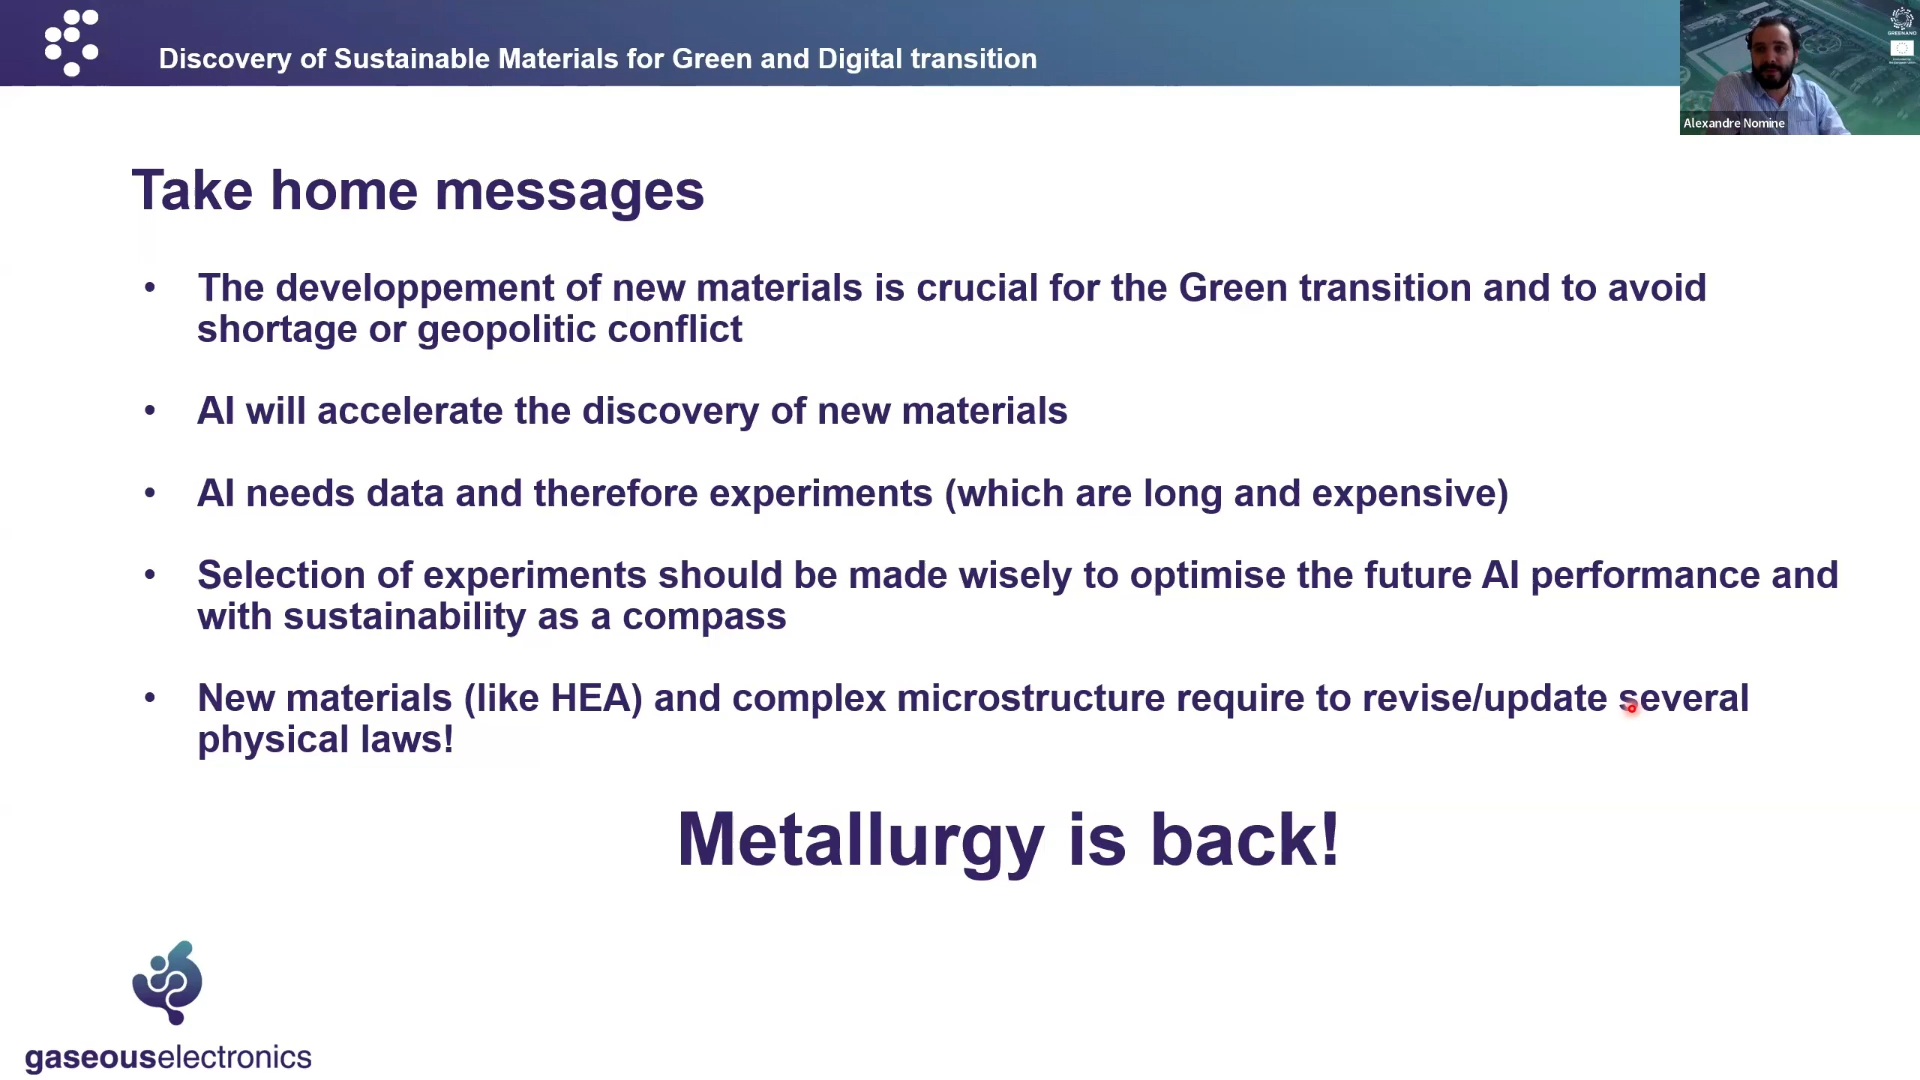 Discovery of Sustainable Materials for Green and Digital transition
Alexandre Nomine
Take home messages
• The developpement of new materials is crucial for the Green transition and to avoid
shortage or geopolitic conflict
• AI will accelerate the discovery of new materials
• AI needs data and therefore experiments (which are long and expensive)
• Selection of experiments should be made wisely to optimise the future AI performance and
with sustainability as a compass
• New materials (like HEA) and complex microstructure require to revise/update several
physical laws!
Metallurgy is back!
gaseouselectronics